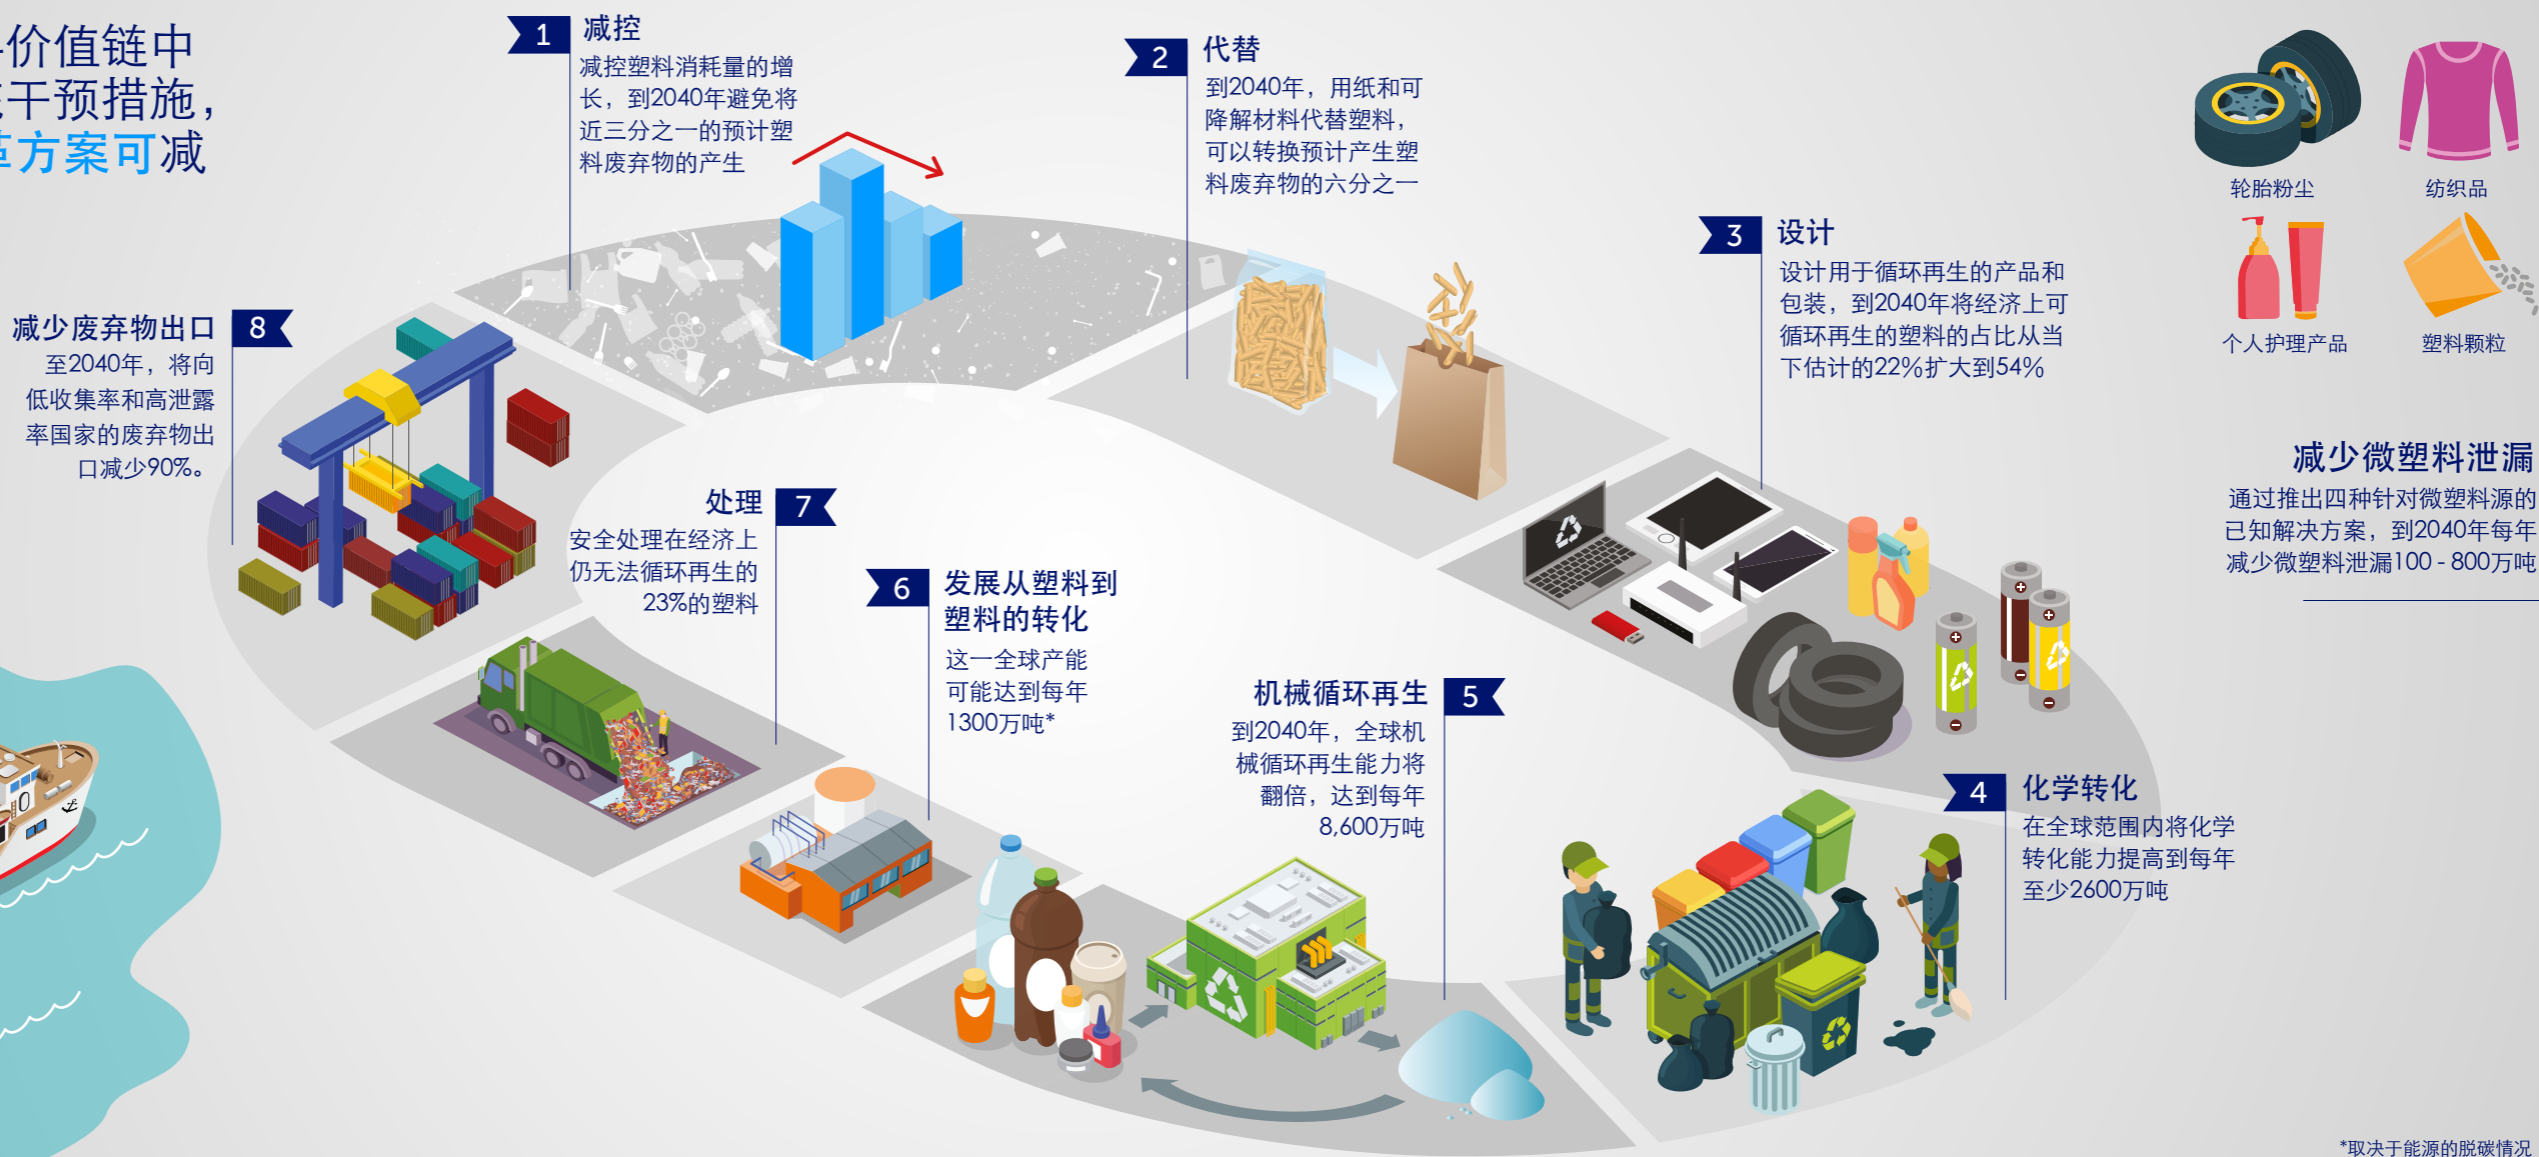 价值链中
干预措施，
方案可减
1
减控
减控塑料消耗量的增
长，到2040年避免将
近三分之一的预计塑
料废弃物的产生
2
代替
到2040年，用纸和可
降解材料代替塑料，
可以转换预计产生塑
料废弃物的六分之一
3
设计
设计用于循环再生的产品和
包装，到2040年将经济上可
循环再生的塑料的占比从当
下估计的22%扩大到54%
4
化学转化
在全球范围内将化学
转化能力提高到每年
至少2600万吨
5
机械循环再生
到2040年，全球机
械循环再生能力将
翻倍，达到每年
8,600万吨
6
发展从塑料到
塑料的转化
这一全球产能
可能达到每年
1300万吨*
7
处理
安全处理在经济上
仍无法循环再生的
23%的塑料
8
减少废弃物出口
至2040年，将向
低收集率和高泄露
率国家的废弃物出
口减少90%。
轮胎粉尘
纺织品
个人护理产品
塑料颗粒
减少微塑料泄漏
通过推出四种针对微塑料源的
已知解决方案，到2040年每年
减少微塑料泄漏100 - 800万吨
*取决于能源的脱碳情况